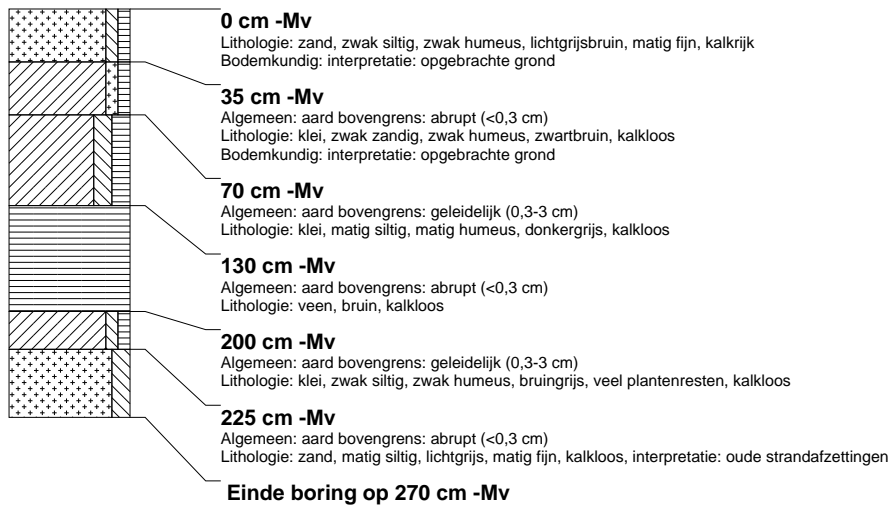 0 cm -Mv
Lithologie: zand, zwak siltig, zwak humeus, lichtgrijsbruin, matig fijn, kalkrijk
Bodemkundig: interpretatie: opgebrachte grond
35 cm -Mv
Algemeen: aard bovengrens: abrupt (<0,3 cm)
Lithologie: klei, zwak zandig, zwak humeus, zwartbruin, kalkloos
Bodemkundig: interpretatie: opgebrachte grond
70 cm -Mv
Algemeen: aard bovengrens: geleidelijk (0,3-3 cm)
Lithologie: klei, matig siltig, matig humeus, donkergrijs, kalkloos
130 cm -Mv
Algemeen: aard bovengrens: abrupt (<0,3 cm)
Lithologie: veen, bruin, kalkloos
200 cm -Mv
Algemeen: aard bovengrens: geleidelijk (0,3-3 cm)
Lithologie: klei, zwak siltig, zwak humeus, bruingrijs, veel plantenresten, kalkloos
225 cm -Mv
Algemeen: aard bovengrens: abrupt (<0,3 cm)
Lithologie: zand, matig siltig, lichtgrijs, matig fijn, kalkloos, interpretatie: oude strandafzettingen
Einde boring op 270 cm -Mv